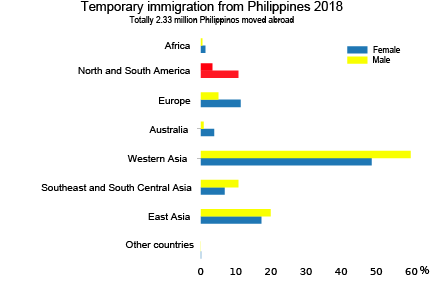 Temporary immigration from Philippines 2018
Totally 2.33 million Philippinos moved abroad
Africa
Female
Male
North and South America
Europe
Australia
Western Asia
Southeast and South Central Asia
East Asia
Other countries
0 10 20 30 40 50 60 %